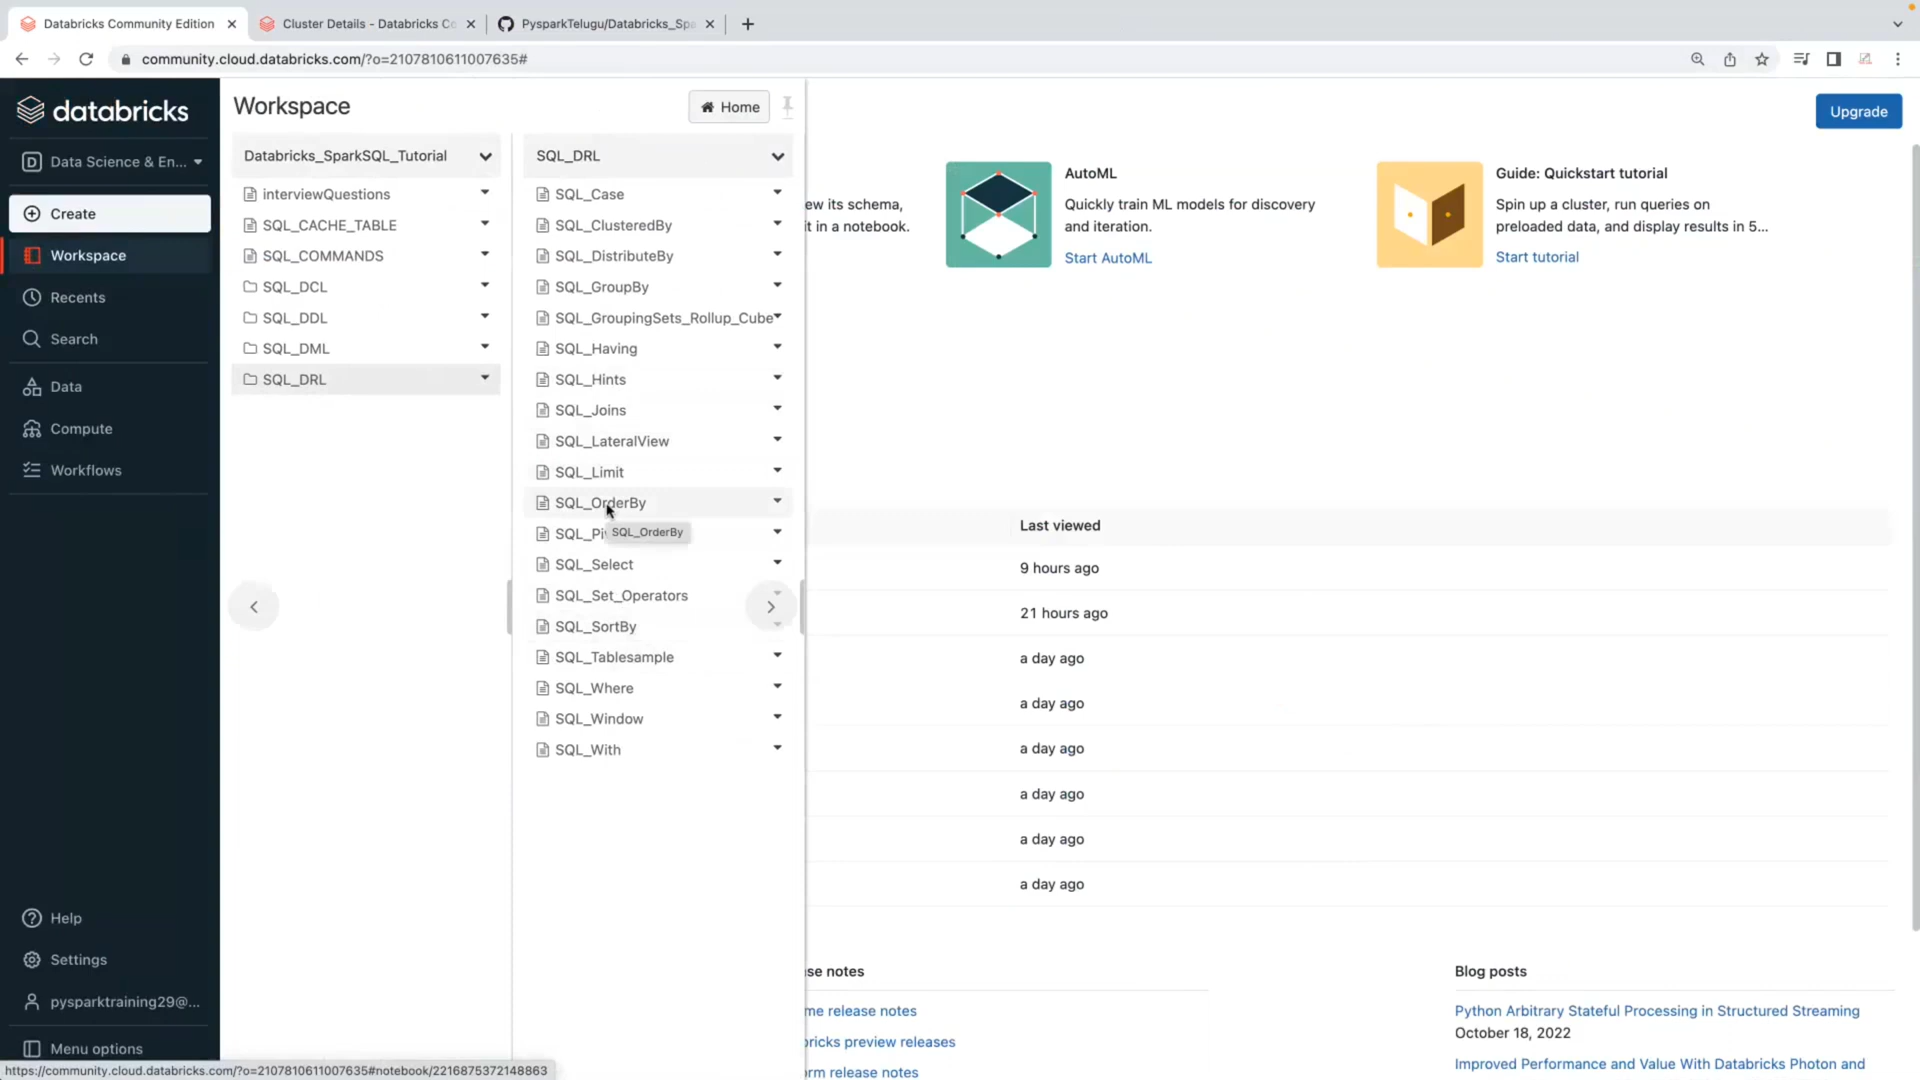 Databricks Community Edition
Cluster Details - Databricks Co
PysparkTelugu/Databricks_Spa
community.cloud.databricks.com/?o=2107810611007635#
databricks
Data Science & En...
Create
Workspace
Recents
Search
Data
Compute
Workflows
Help
Settings
pysparktraining29@...
Menu options
Workspace
Home
Databricks_SparkSQL_Tutorial
interviewQuestions
SQL_CACHE_TABLE
SQL_COMMANDS
SQL_DCL
SQL_DDL
SQL_DML
SQL_DRL
SQL_DRL
SQL_Case
SQL_ClusteredBy
SQL_DistributeBy
SQL_GroupBy
SQL_GroupingSets_Rollup_Cube
SQL_Having
SQL_Hints
SQL_Joins
SQL_LateralView
SQL_Limit
SQL_OrderBy
SQL_Pi
SQL_OrderBy
SQL_Select
SQL_Set_Operators
SQL_SortBy
SQL_Tablesample
SQL_Where
SQL_Window
SQL_With
Upgrade
ew its schema,
it in a notebook.
AutoML
Quickly train ML models for discovery
and iteration.
Start AutoML
Guide: Quickstart tutorial
Spin up a cluster, run queries on
preloaded data, and display results in 5...
Start tutorial
Last viewed
9 hours ago
21 hours ago
a day ago
a day ago
a day ago
a day ago
a day ago
a day ago
se notes
me release notes
bricks preview releases
orm release notes
Blog posts
Python Arbitrary Stateful Processing in Structured Streaming
October 18, 2022
Improved Performance and Value With Databricks Photon and
https://community.cloud.databricks.com/?o=2107810611007635#notebook/2216875372148863